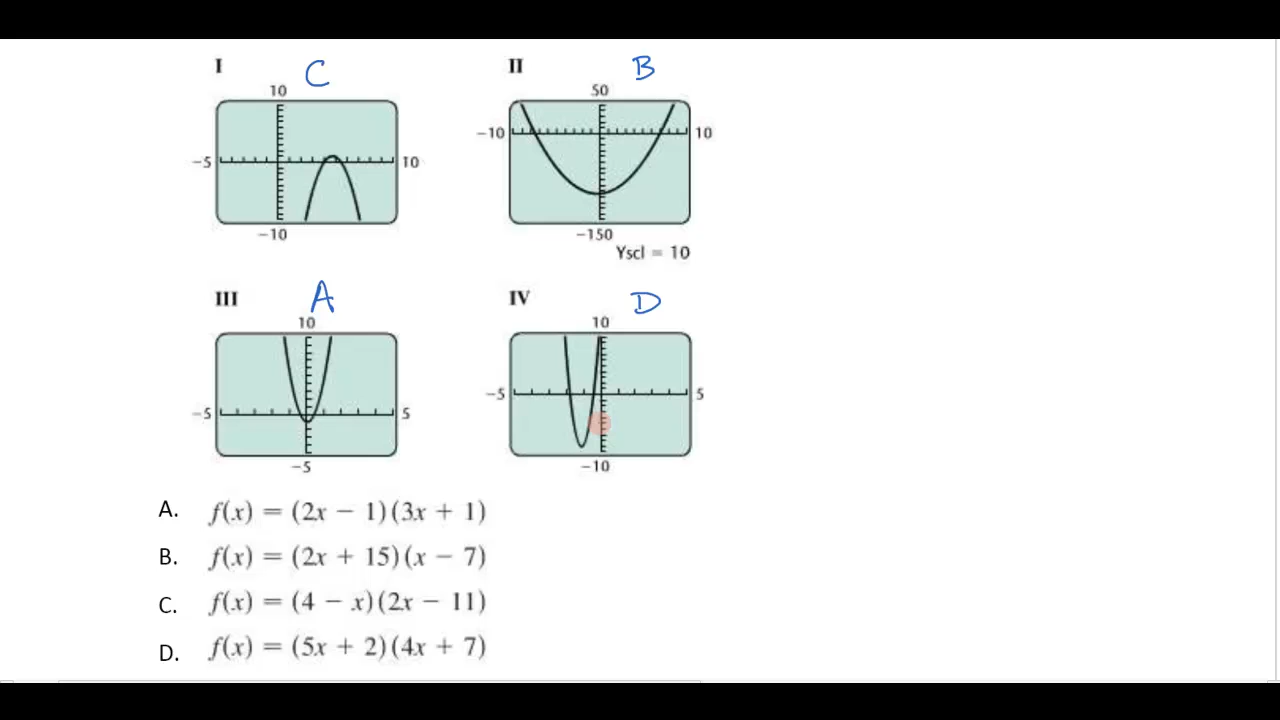 I C
10
-5 10
-10
II B
50
-10 10
-150
Yscl = 10
III A
10
-5 5
-5
IV D
10
-5 5
-10
A. f(x) = (2x − 1)(3x + 1)
B. f(x) = (2x + 15)(x − 7)
C. f(x) = (4 − x)(2x − 11)
D. f(x) = (5x + 2)(4x + 7)